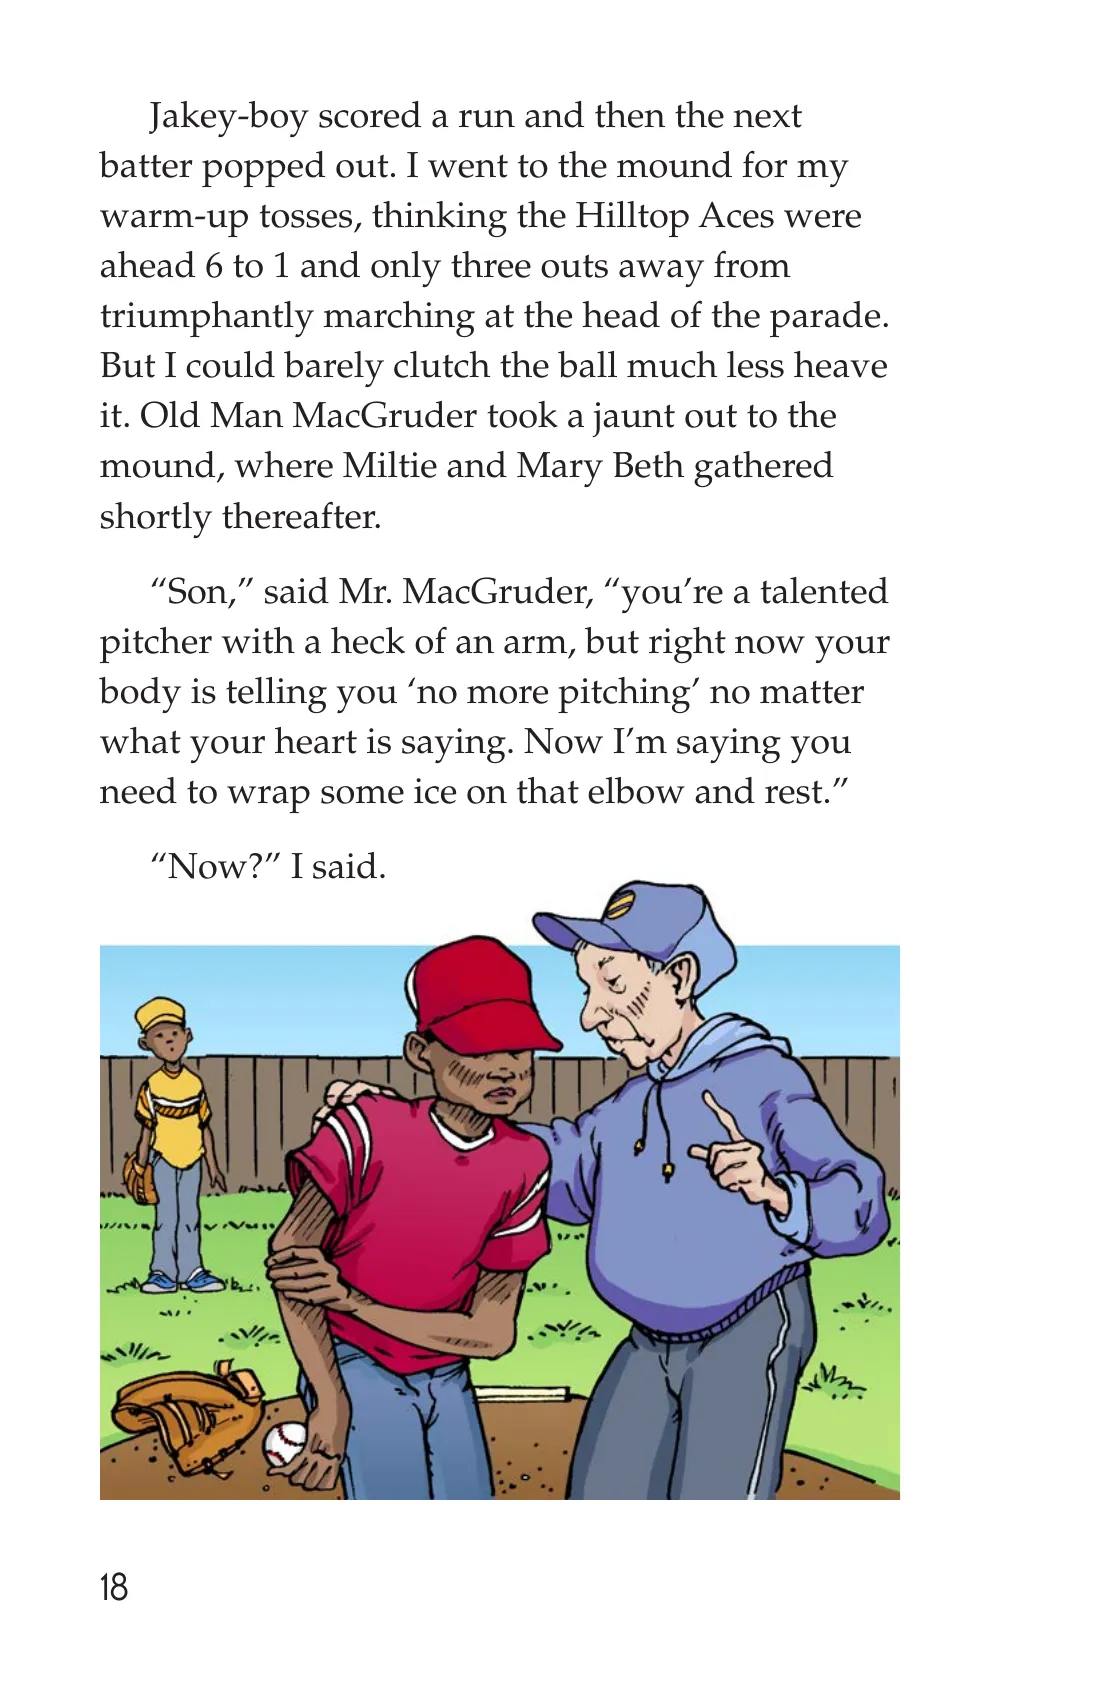 Jakey-boy scored a run and then the next
batter popped out. I went to the mound for my
warm-up tosses, thinking the Hilltop Aces were
ahead 6 to 1 and only three outs away from
triumphantly marching at the head of the parade.
But I could barely clutch the ball much less heave
it. Old Man MacGruder took a jaunt out to the
mound, where Miltie and Mary Beth gathered
shortly thereafter.
“Son,” said Mr. MacGruder, “you’re a talented
pitcher with a heck of an arm, but right now your
body is telling you ‘no more pitching’ no matter
what your heart is saying. Now I’m saying you
need to wrap some ice on that elbow and rest.”
“Now?” I said.
18